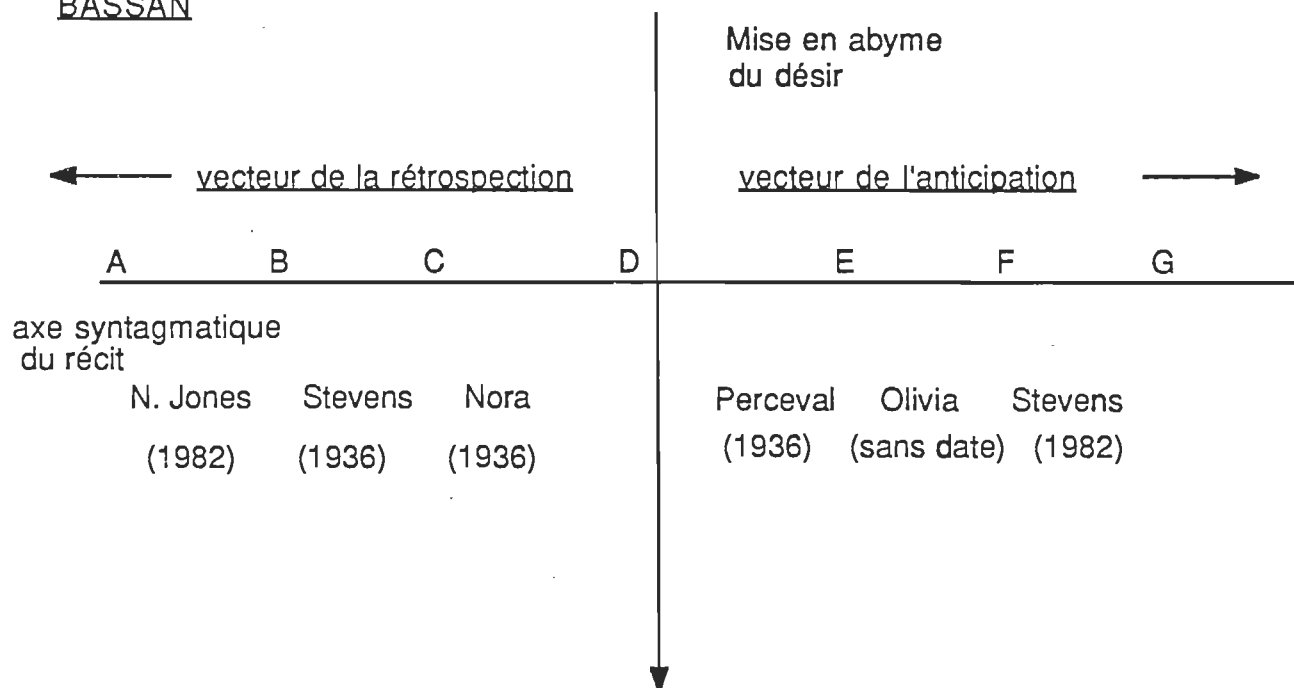 BASSAN
Mise en abyme
du désir
vecteur de la rétrospection
vecteur de l'anticipation
A B C D E F G
axe syntagmatique
du récit
N. Jones Stevens Nora Perceval Olivia Stevens
(1982) (1936) (1936) (1936) (sans date) (1982)